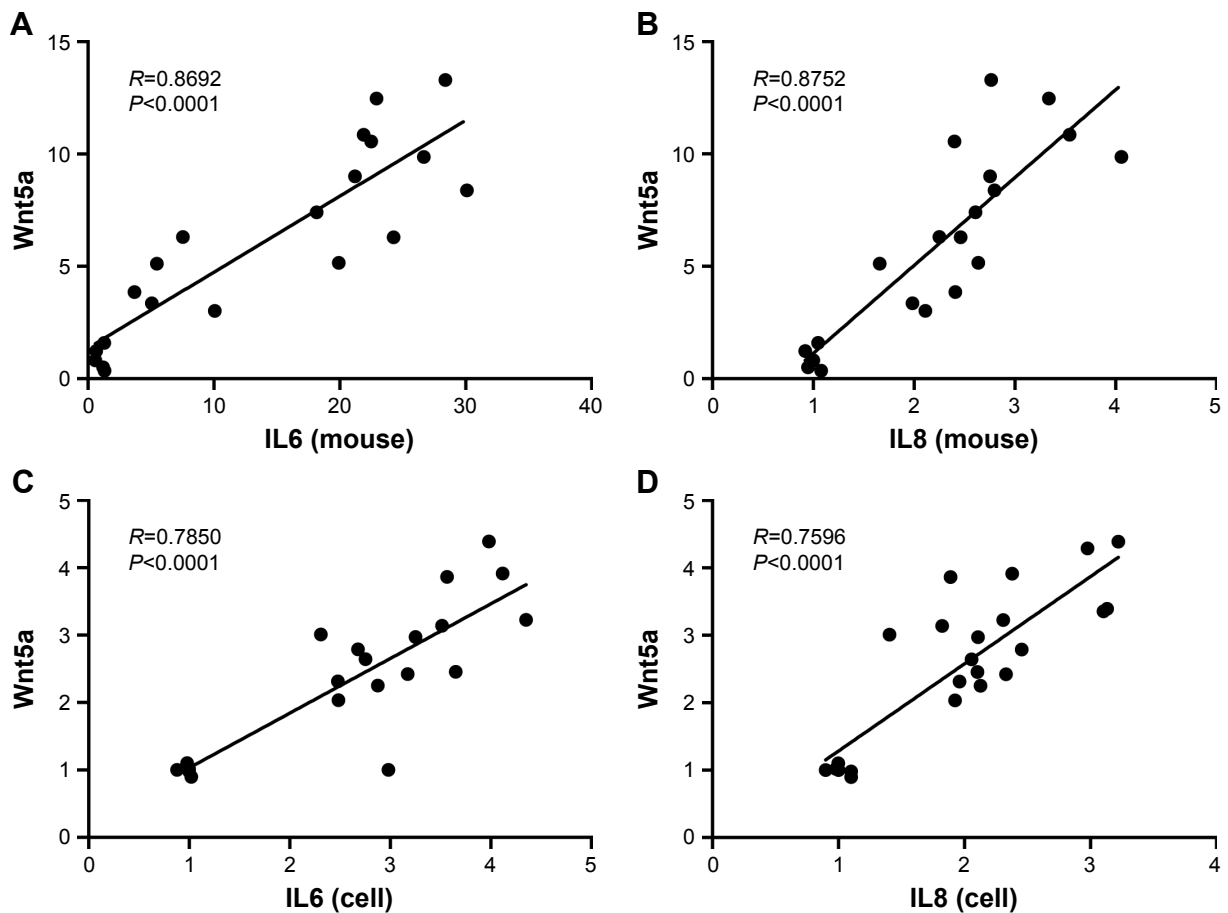 A
R=0.8692
P<0.0001
Wnt5a
15
10
5
0
0 10 20 30 40
IL6 (mouse)
B
R=0.8752
P<0.0001
Wnt5a
15
10
5
0
0 1 2 3 4 5
IL8 (mouse)
C
R=0.7850
P<0.0001
Wnt5a
5
4
3
2
1
0
0 1 2 3 4 5
IL6 (cell)
D
R=0.7596
P<0.0001
Wnt5a
5
4
3
2
1
0
0 1 2 3 4
IL8 (cell)